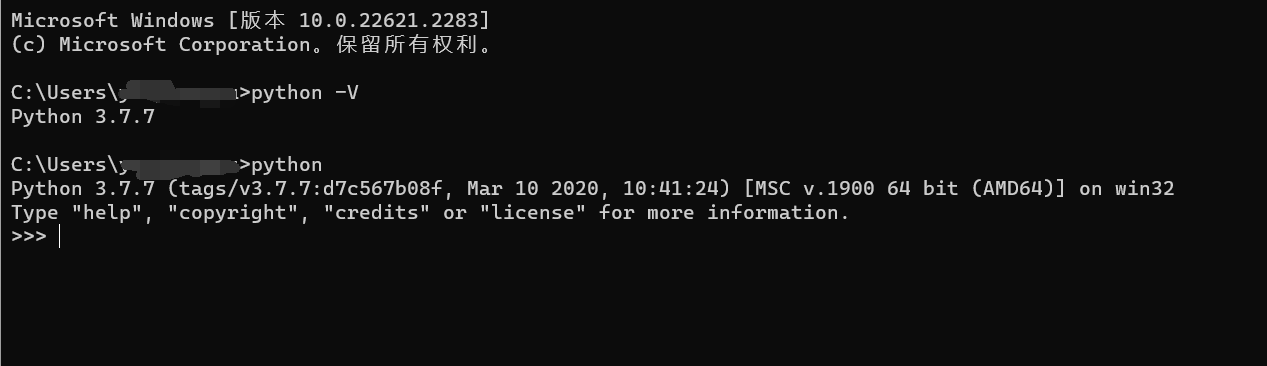 Microsoft Windows [版本 10.0.22621.2283]
(c) Microsoft Corporation。保留所有权利。
C:\Users\ >python -V
Python 3.7.7
C:\Users\ >python
Python 3.7.7 (tags/v3.7.7:d7c567b08f, Mar 10 2020, 10:41:24) [MSC v.1900 64 bit (AMD64)] on win32
Type "help", "copyright", "credits" or "license" for more information.
>>>